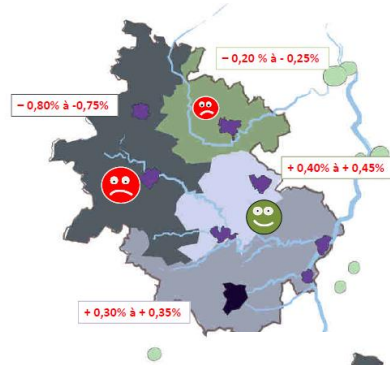 – 0,20 % à - 0,25%
– 0,80% à -0,75%
+ 0,40% à + 0,45%
+ 0,30% à + 0,35%